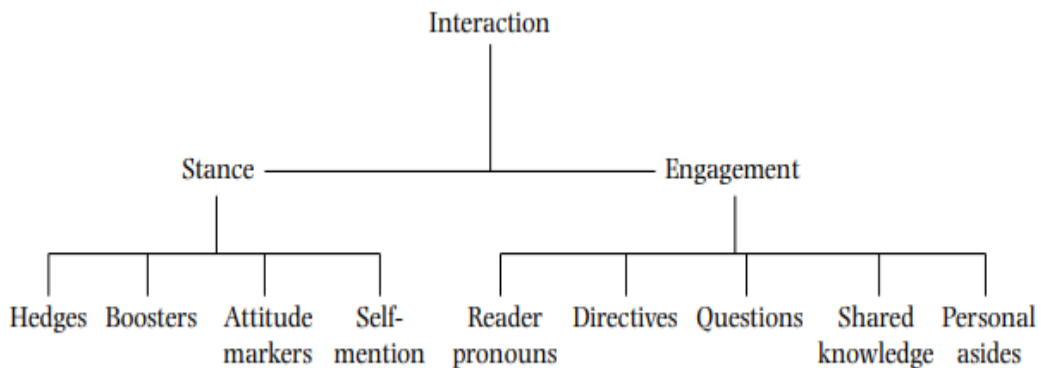 Interaction
Stance
Engagement
Hedges
Boosters
Attitude
markers
Self-
mention
Reader
pronouns
Directives
Questions
Shared
knowledge
Personal
asides